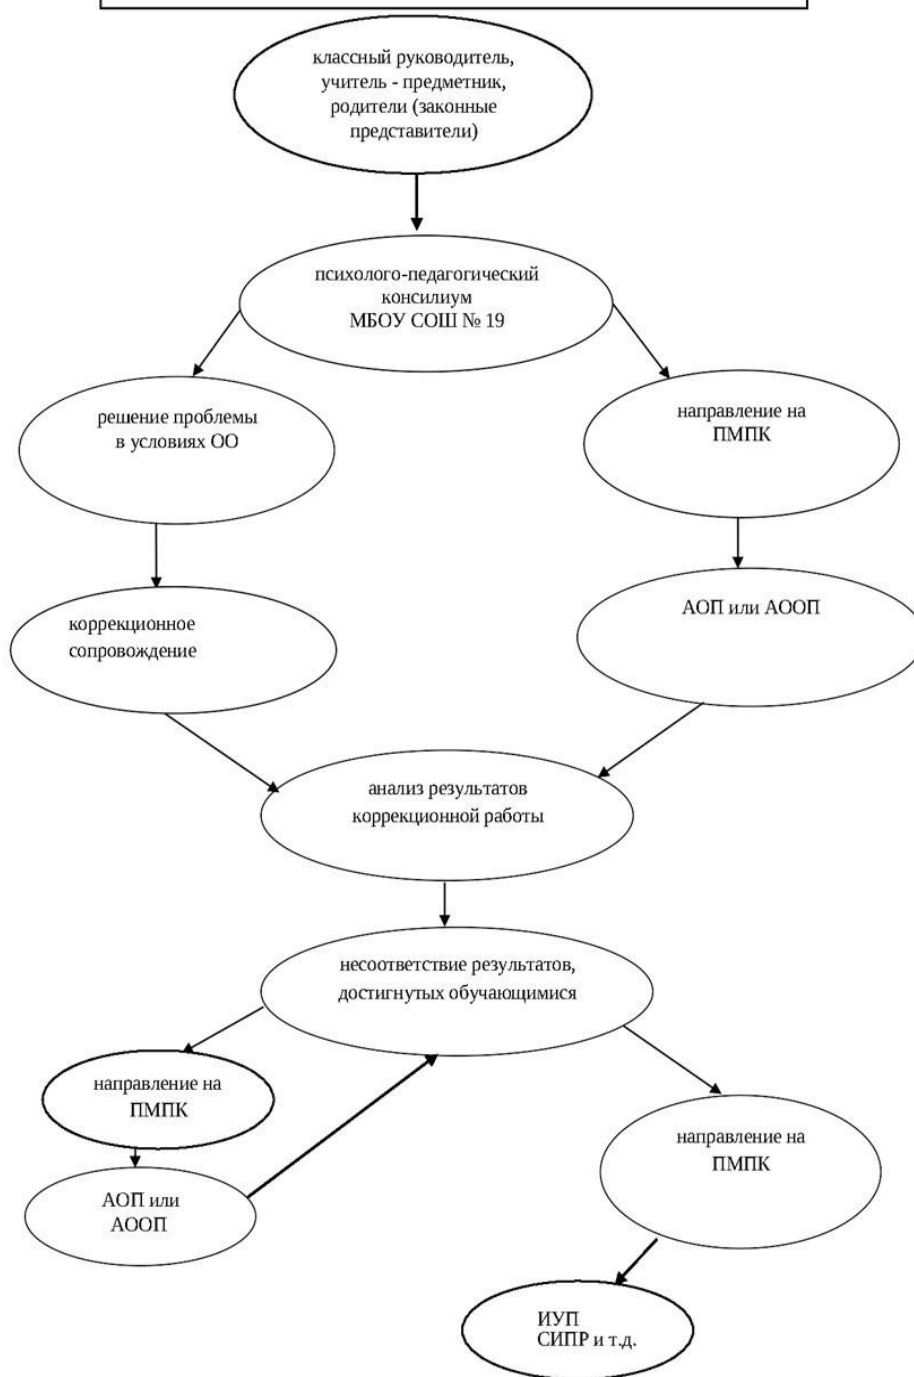 классный руководитель,
учитель - предметник,
родители (законные
представители)
психолого-педагогический
консилиум
МБОУ СОШ № 19
решение проблемы
в условиях ОО
направление на
ПМПК
коррекционное
сопровождение
АОП или АООП
анализ результатов
коррекционной работы
несоответствие результатов,
достигнутых обучающимися
направление на
ПМПК
направление на
ПМПК
АОП или
АООП
ИУП
СИПР и т.д.